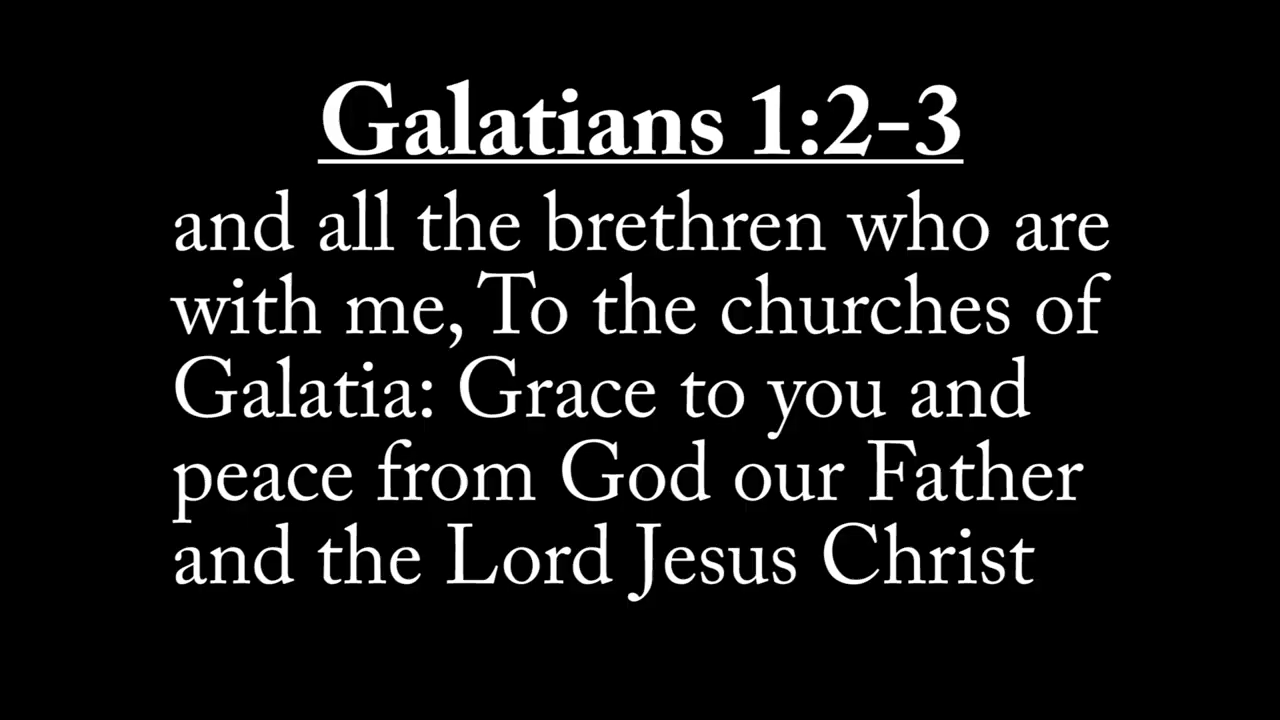 Galatians 1:2-3
and all the brethren who are
with me, To the churches of
Galatia: Grace to you and
peace from God our Father
and the Lord Jesus Christ